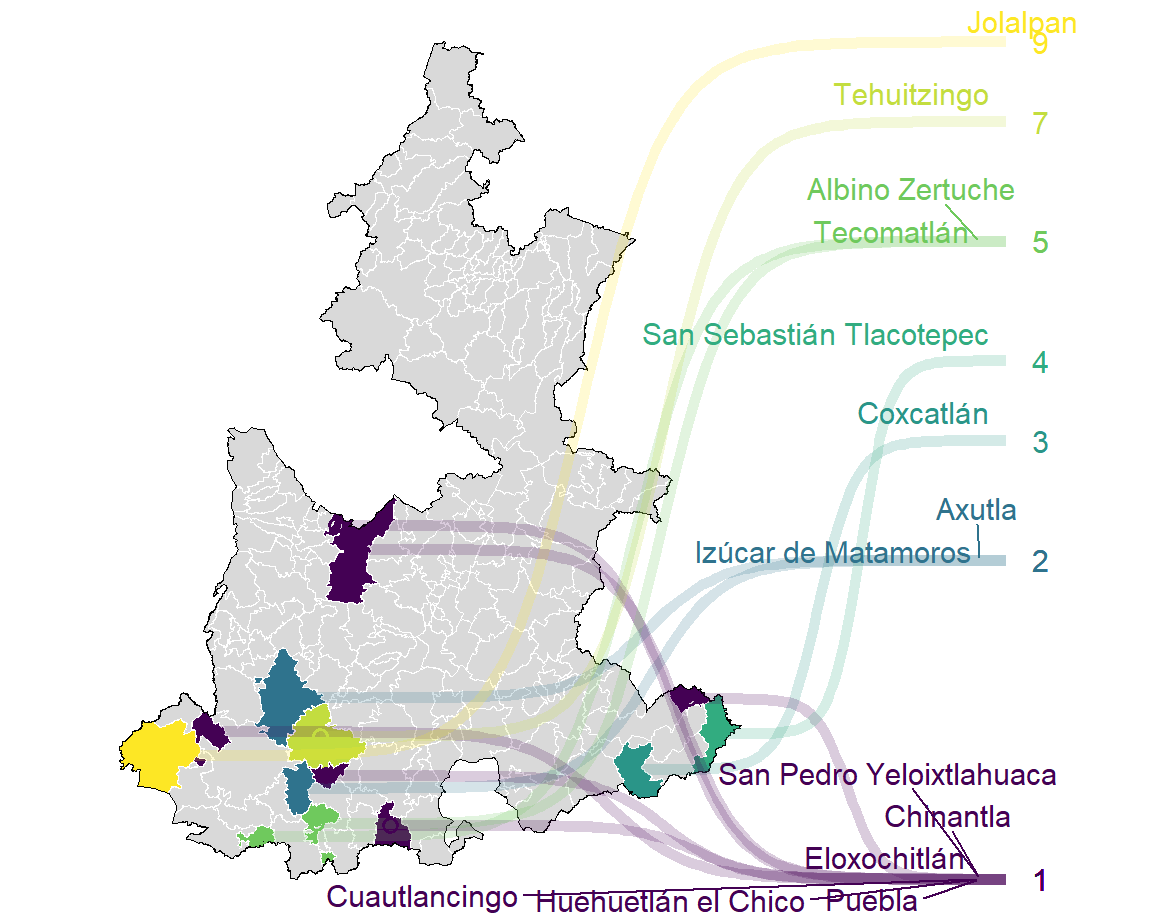 Jolalpan
9
Tehuitzingo
7
Albino Zertuche
Tecomatlán
5
San Sebastián Tlacotepec
4
Coxcatlán
3
Axutla
Izúcar de Matamoros
2
San Pedro Yeloixtlahuaca
Chinantla
Eloxochitlán
1
Cuautlancingo
Huehuetlán el Chico
Puebla